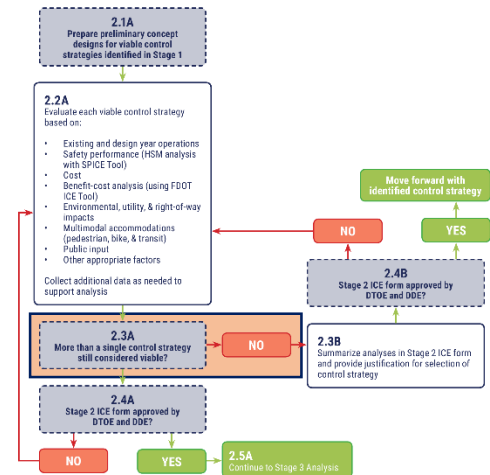 2.1A
Prepare preliminary concept
designs for viable control
strategies identified in Stage 1
2.2A
Evaluate each viable control strategy
based on:
• Existing and design year operations
• Safety performance (HSM analysis
with SPICE Tool)
• Cost
• Benefit-cost analysis (using FDOT
ICE Tool)
• Environmental, utility, & right-of-way
impacts
• Multimodal accommodations
(pedestrian, bike, & transit)
• Public input
• Other appropriate factors
Collect additional data as needed to
support analysis
2.3A
More than a single control strategy
still considered viable?
NO
2.4A
Stage 2 ICE form approved by
DTOE and DDE?
NO
YES
2.5A
Continue to Stage 3 Analysis
2.3B
Summarize analyses in Stage 2 ICE form
and provide justification for selection of
control strategy
2.4B
Stage 2 ICE form approved by
DTOE and DDE?
NO
YES
Move forward with
identified control strategy